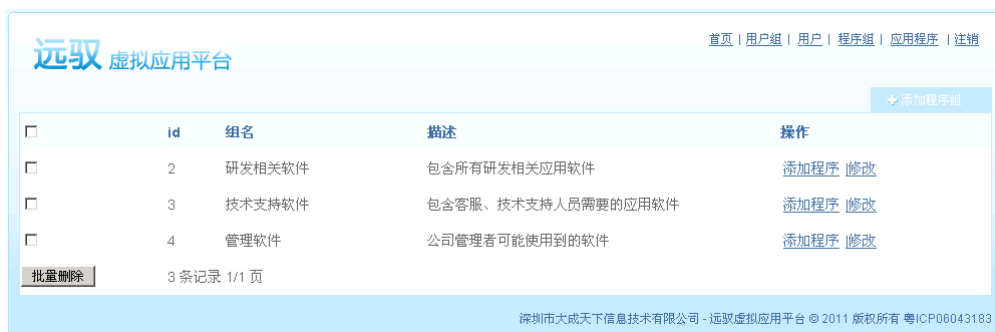 首页 | 用户组 | 用户 | 程序组 | 应用程序 | 注销
远驭 虚拟应用平台
添加程序组
id 组名 描述 操作
2 研发相关软件 包含所有研发相关应用软件 添加程序 |修改
3 技术支持软件 包含客服、技术支持人员需要的应用软件 添加程序 |修改
4 管理软件 公司管理者可能使用到的软件 添加程序 |修改
批量删除 3 条记录 1/1 页
深圳市大成天下信息技术有限公司 - 远驭虚拟应用平台 © 2011 版权所有 粤ICP06043183